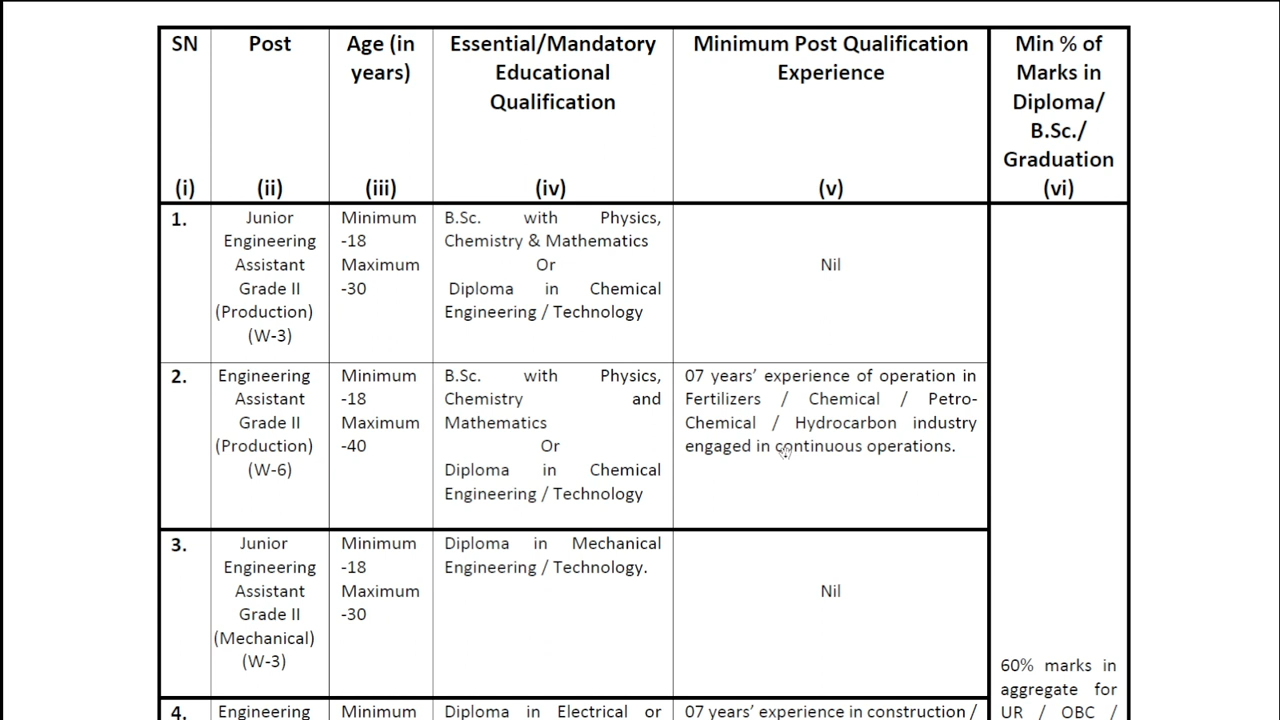 SN
Post
Age (in
years)
Essential/Mandatory
Educational
Qualification
Minimum Post Qualification
Experience
Min % of
Marks in
Diploma/
B.Sc./
Graduation
(i)
(ii)
(iii)
(iv)
(v)
(vi)
1.
Junior
Engineering
Assistant
Grade II
(Production)
(W-3)
Minimum
-18
Maximum
-30
B.Sc. with Physics,
Chemistry & Mathematics
Or
Diploma in Chemical
Engineering / Technology
Nil
2.
Engineering
Assistant
Grade II
(Production)
(W-6)
Minimum
-18
Maximum
-40
B.Sc. with Physics,
Chemistry and
Mathematics
Or
Diploma in Chemical
Engineering / Technology
07 years’ experience of operation in
Fertilizers / Chemical / Petro-
Chemical / Hydrocarbon industry
engaged in continuous operations.
3.
Junior
Engineering
Assistant
Grade II
(Mechanical)
(W-3)
Minimum
-18
Maximum
-30
Diploma in Mechanical
Engineering / Technology.
Nil
60% marks in
aggregate for
UR / OBC /
4.
Engineering
Minimum
Diploma in Electrical or
07 years’ experience in construction /